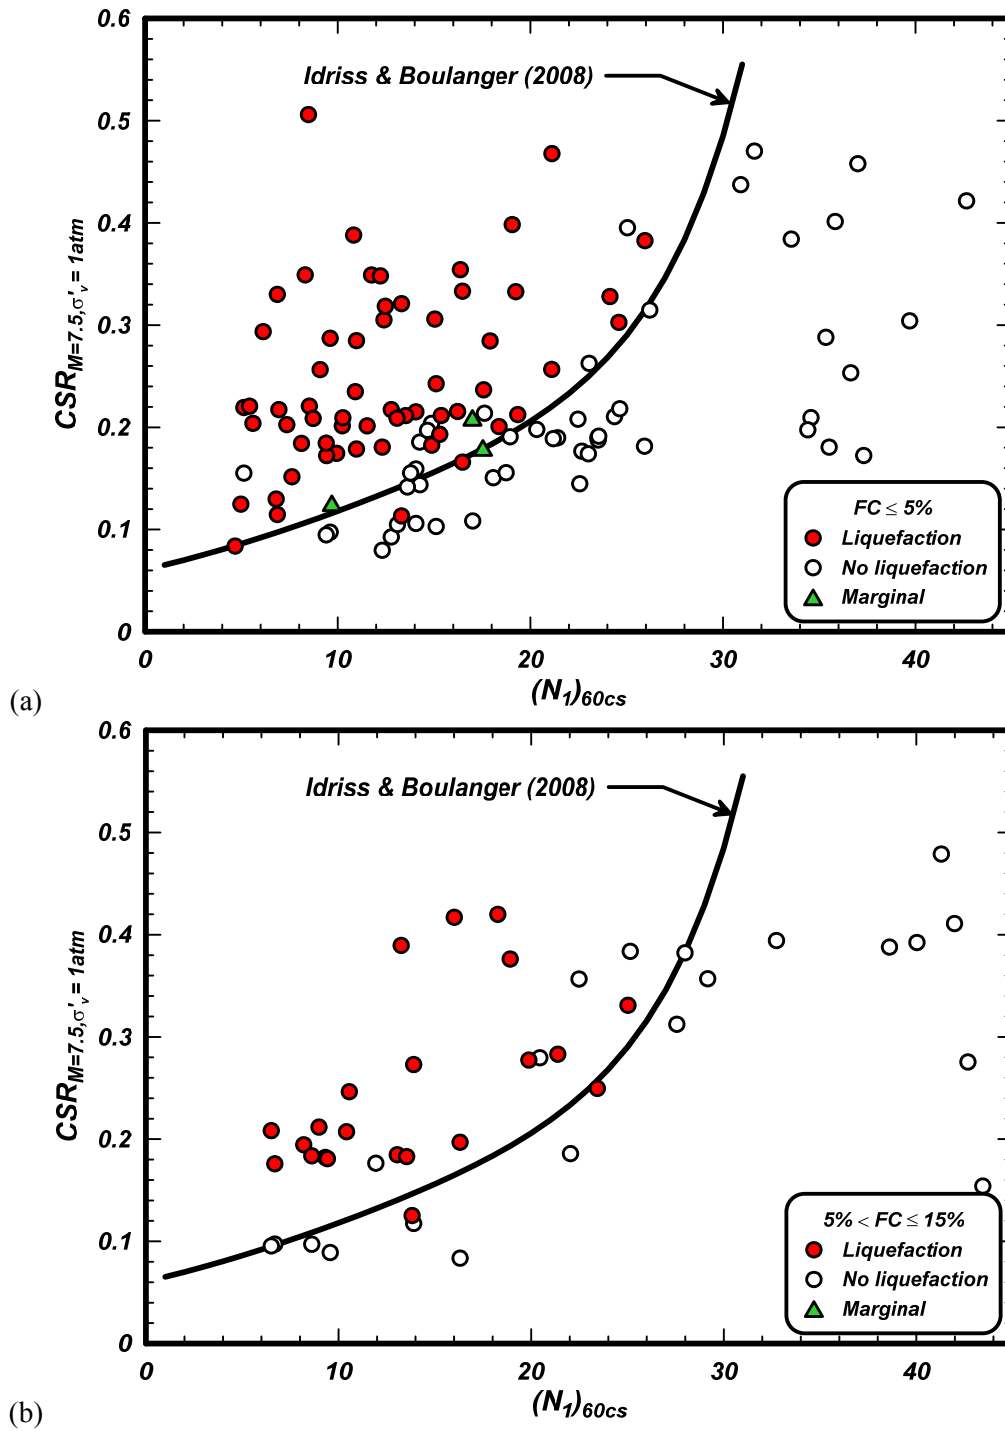 0.6
Idriss & Boulanger (2008)
0.5
0.4
CSR M=7.5,σ'v = 1atm
0.3
0.2
FC ≤ 5%
Liquefaction
0.1
No liquefaction
Marginal
0
0 10 20 30 40
(N1)60cs
(a)
0.6
Idriss & Boulanger (2008)
0.5
0.4
CSR M=7.5,σ'v = 1atm
0.3
0.2
5% < FC ≤ 15%
Liquefaction
0.1
No liquefaction
Marginal
0
0 10 20 30 40
(N1)60cs
(b)